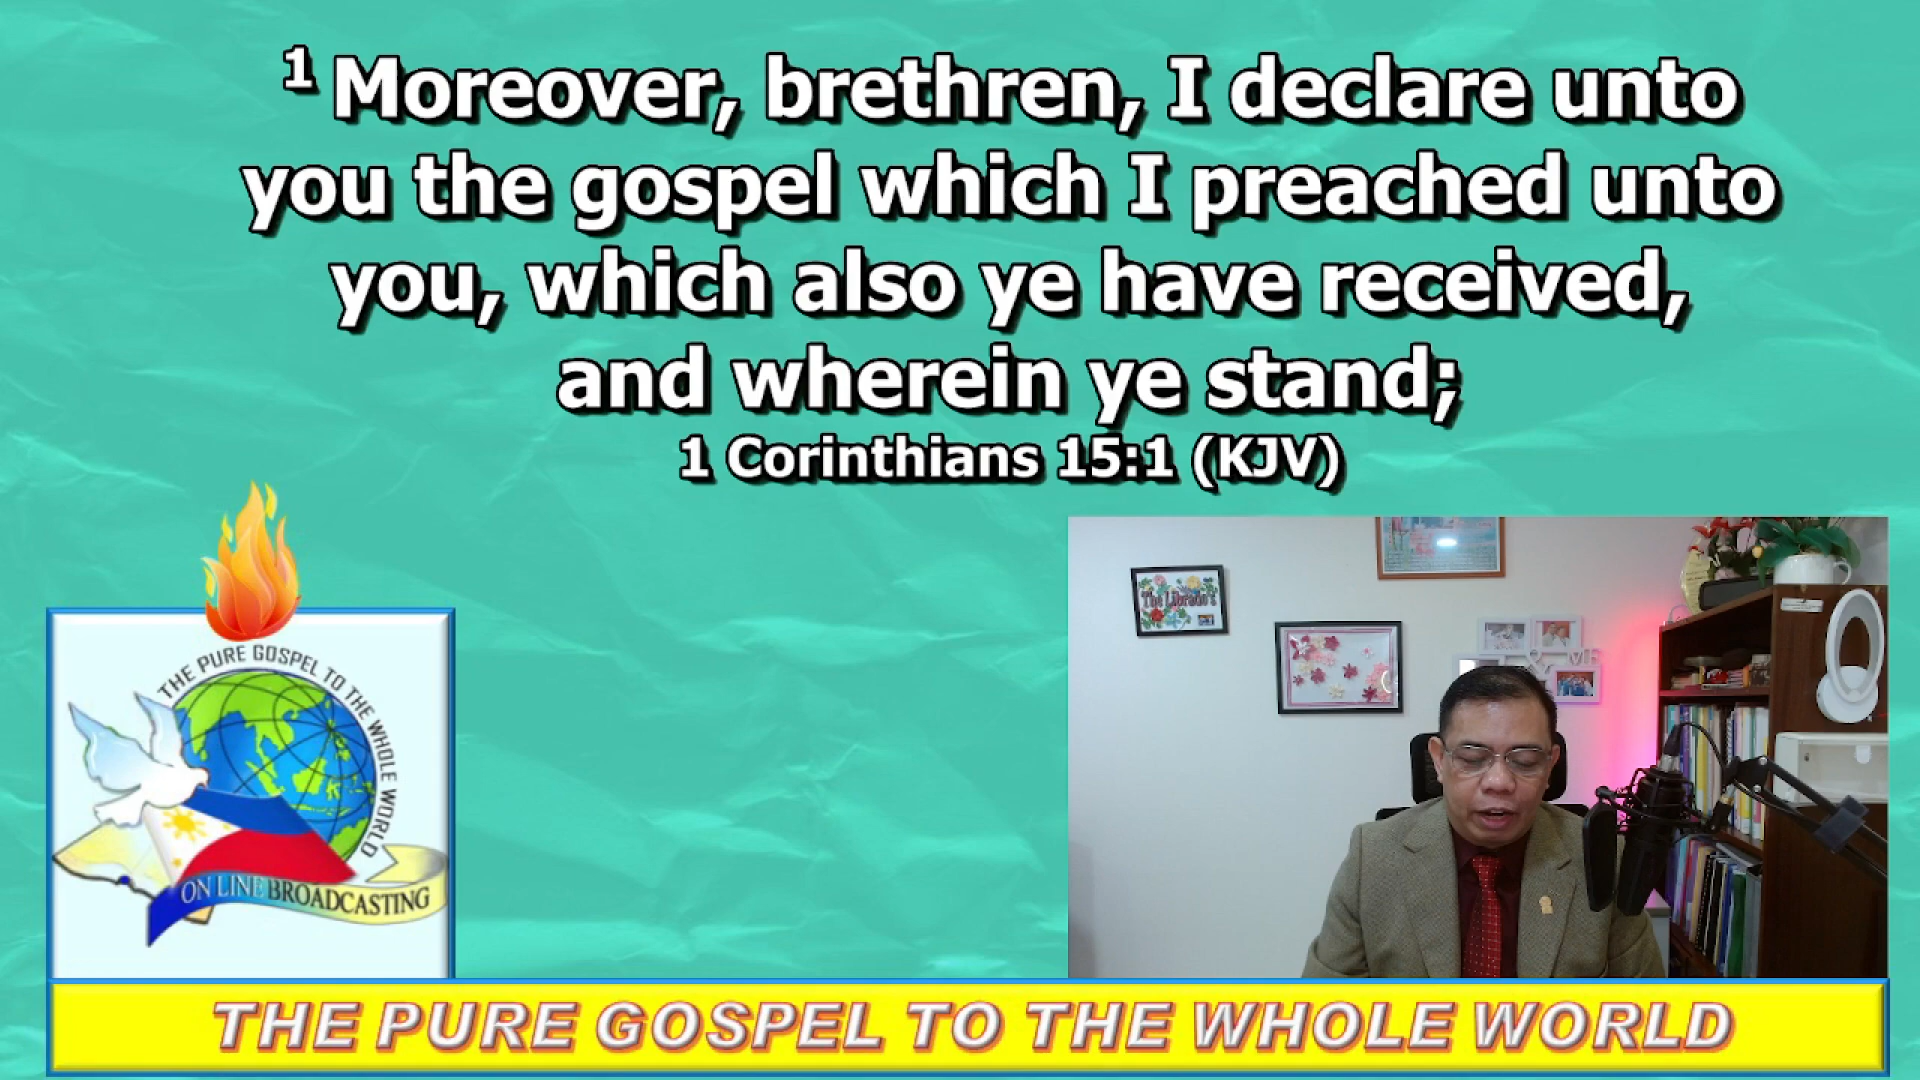 1 Moreover, brethren, I declare unto
you the gospel which I preached unto
you, which also ye have received,
and wherein ye stand;
1 Corinthians 15:1 (KJV)
The Librado's
THE PURE GOSPEL TO THE WHOLE WORLD
ON LINE BROADCASTING
THE PURE GOSPEL TO THE WHOLE WORLD